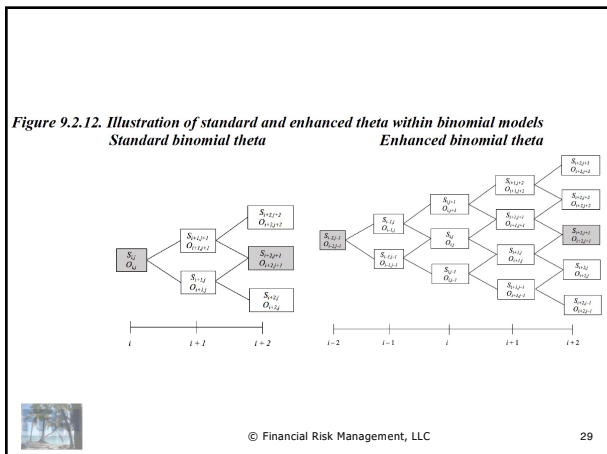 Figure 9.2.12. Illustration of standard and enhanced theta within binomial models
Standard binomial theta
Enhanced binomial theta
S_{i,j}
O_{i,j}
S_{i+1,j+1}
O_{i+1,j+1}
S_{i+1,j}
O_{i+1,j}
S_{i+2,j+2}
O_{i+2,j+2}
S_{i+2,j+1}
O_{i+2,j+1}
S_{i+2,j}
O_{i+2,j}
i
i + 1
i + 2
S_{i-2,j-1}
O_{i-2,j-1}
S_{i-1,j}
O_{i-1,j}
S_{i-1,j-1}
O_{i-1,j-1}
S_{i,j+1}
O_{i,j+1}
S_{i,j}
O_{i,j}
S_{i,j-1}
O_{i,j-1}
S_{i+1,j+2}
O_{i+1,j+2}
S_{i+1,j+1}
O_{i+1,j+1}
S_{i+1,j}
O_{i+1,j}
S_{i+1,j-1}
O_{i+1,j-1}
S_{i+2,j+3}
O_{i+2,j+3}
S_{i+2,j+2}
O_{i+2,j+2}
S_{i+2,j+1}
O_{i+2,j+1}
S_{i+2,j}
O_{i+2,j}
S_{i+2,j-1}
O_{i+2,j-1}
i − 2
i − 1
i
i + 1
i + 2
© Financial Risk Management, LLC
29